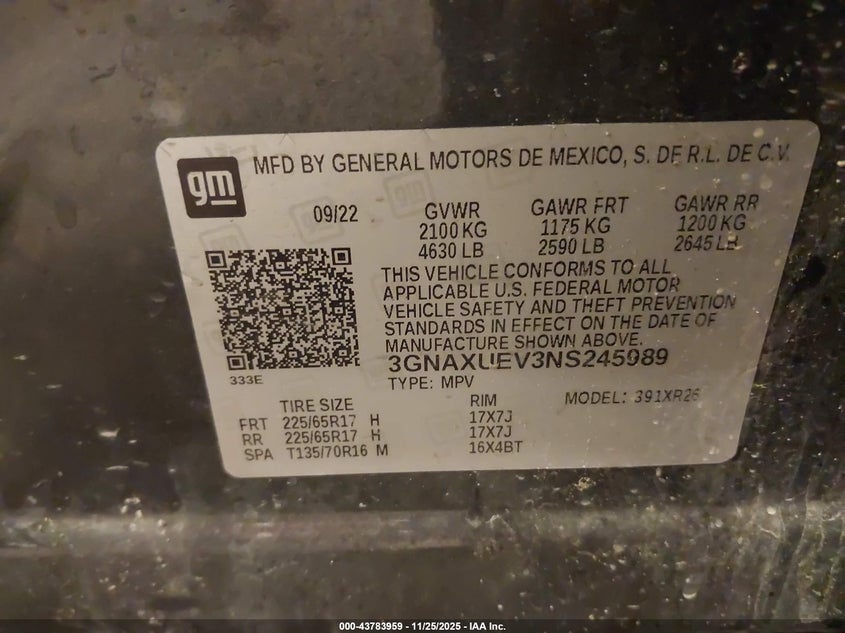 gm
MFD BY GENERAL MOTORS DE MEXICO, S. DE R.L. DE C.V.
09/22 GVWR GAWR FRT GAWR RR
2100 KG 1175 KG 1200 KG
4630 LB 2590 LB 2645 LB
THIS VEHICLE CONFORMS TO ALL
APPLICABLE U.S. FEDERAL MOTOR
VEHICLE SAFETY AND THEFT PREVENTION
STANDARDS IN EFFECT ON THE DATE OF
MANUFACTURE SHOWN ABOVE.
3GNAXUEV3NS245989
333E TYPE: MPV
TIRE SIZE RIM MODEL: 391XR26
FRT 225/65R17 H 17X7J
RR 225/65R17 H 17X7J
SPA T135/70R16 M 16X4BT
000-43783959 - 11/25/2025 - IAA Inc.